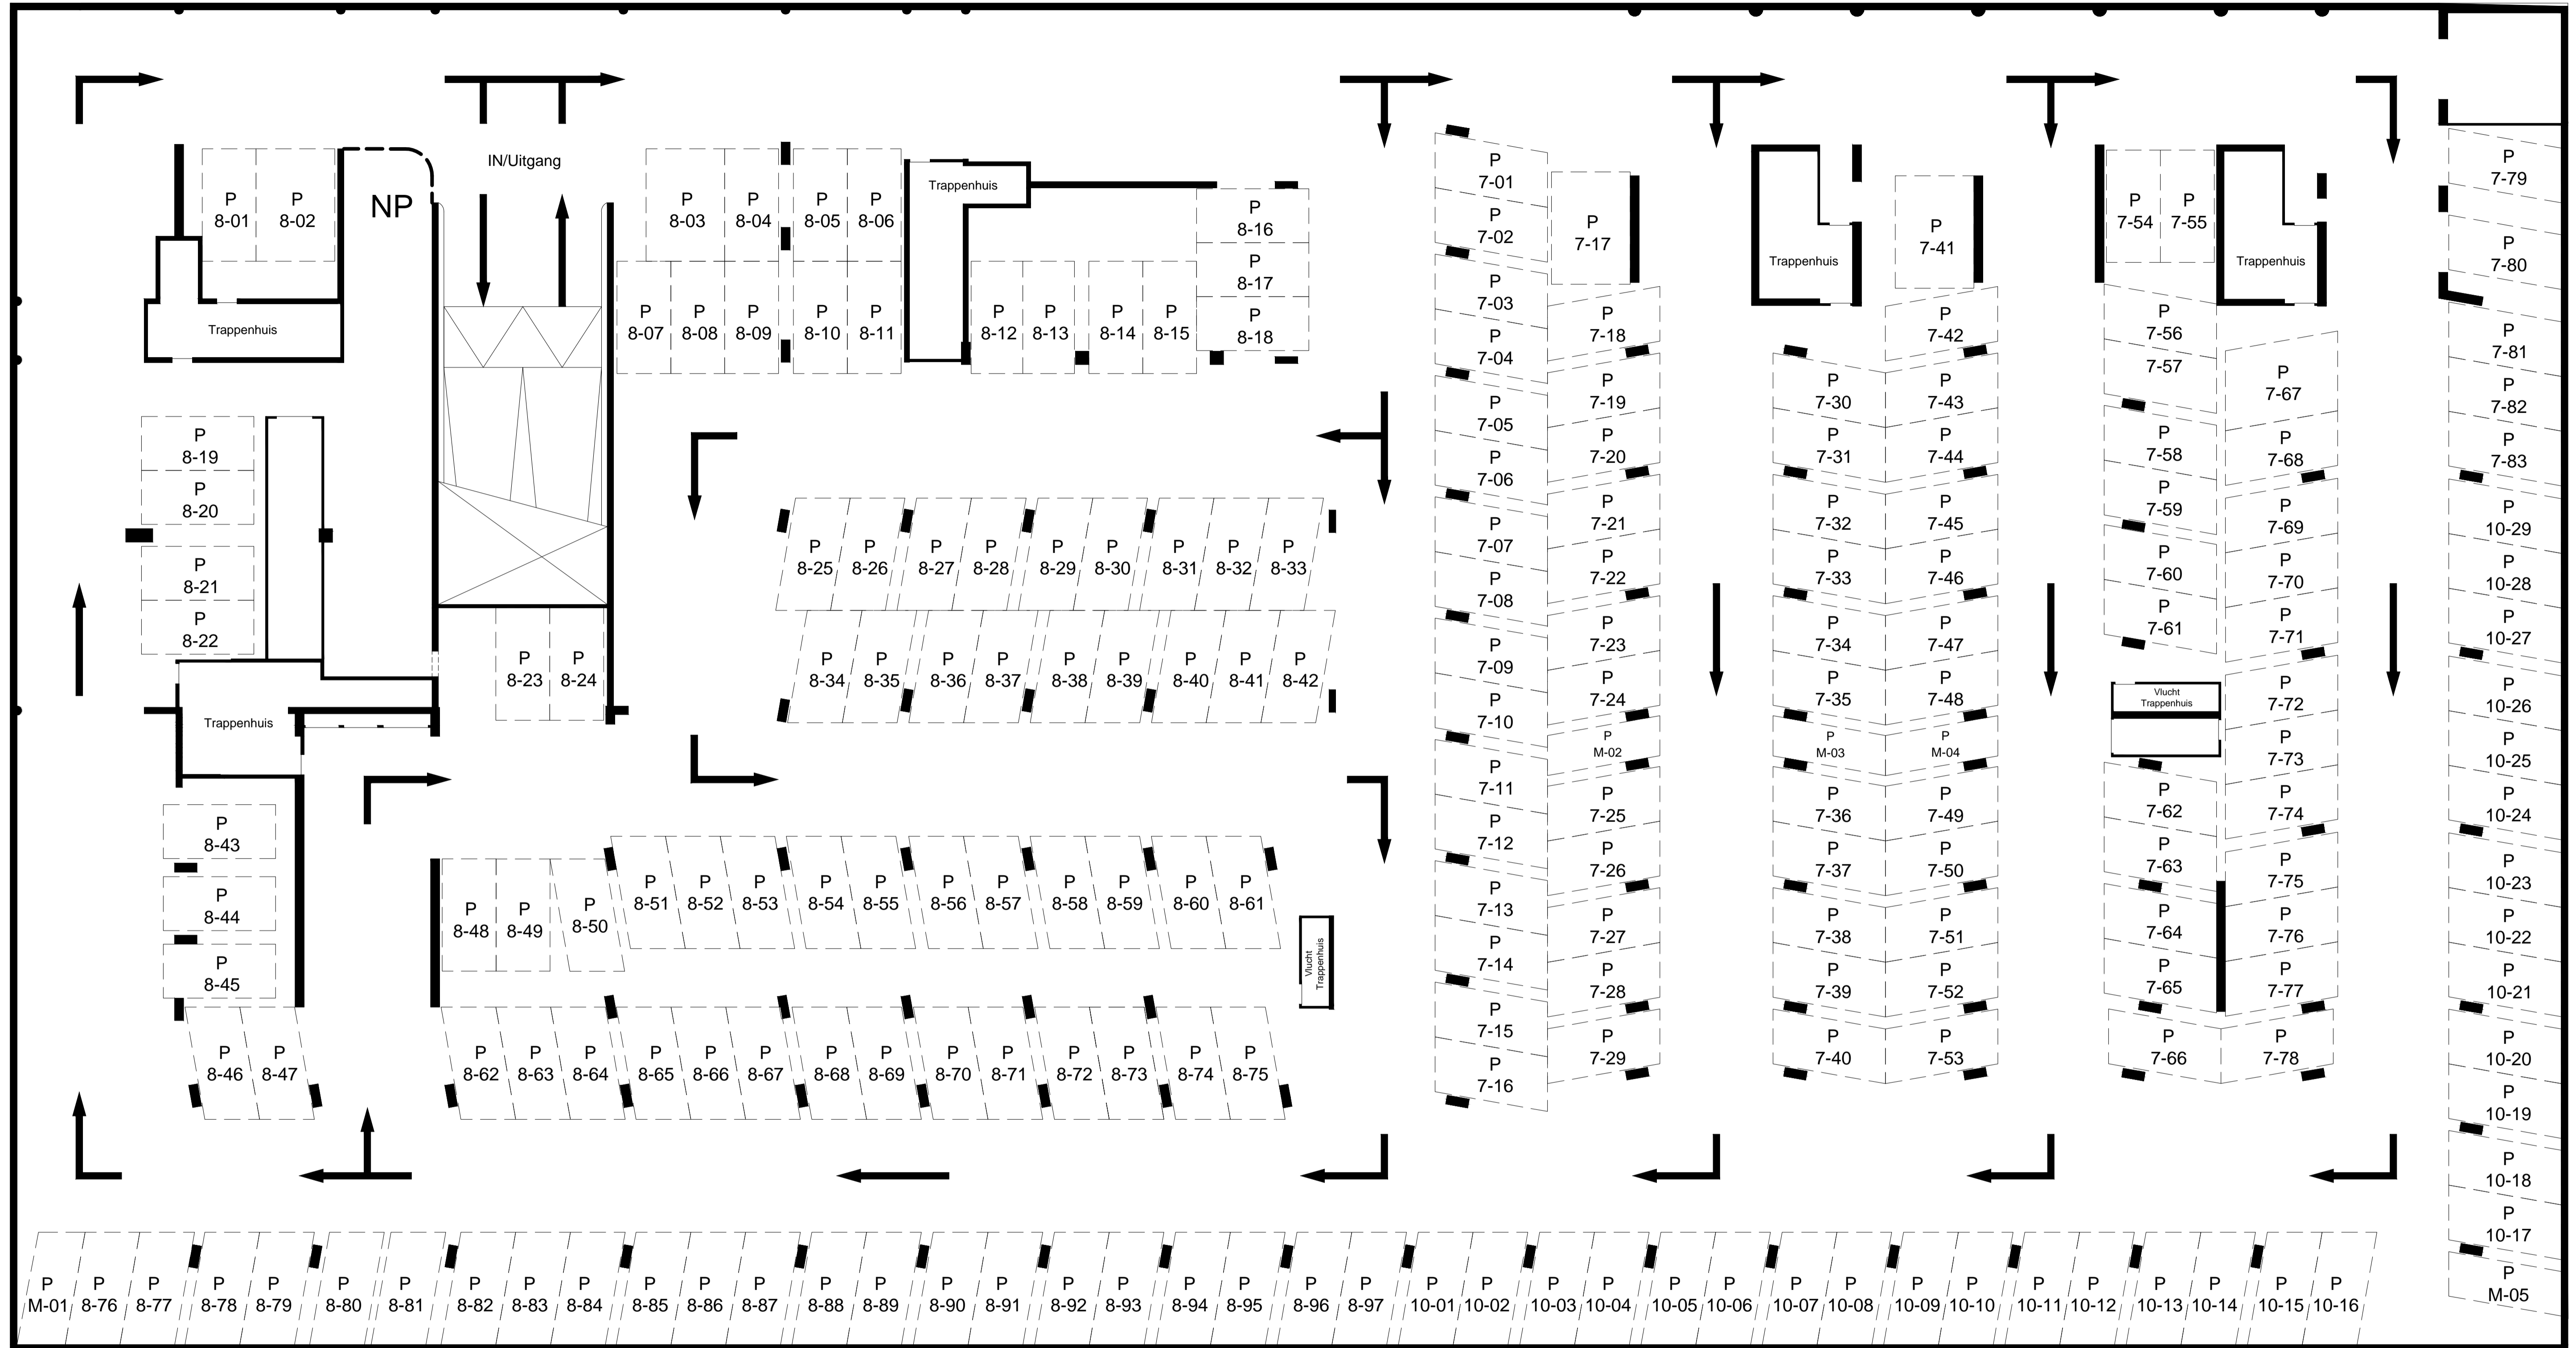 IN/Uitgang
NP
P
8-01
P
8-02
P
8-03
P
8-04
P
8-05
P
8-06
Trappenhuis
P
8-16
P
8-17
P
8-18
Trappenhuis
P
8-07
P
8-08
P
8-09
P
8-10
P
8-11
P
8-12
P
8-13
P
8-14
P
8-15
P
8-19
P
8-20
P
8-21
P
8-22
P
8-23
P
8-24
Trappenhuis
P
8-25
P
8-26
P
8-27
P
8-28
P
8-29
P
8-30
P
8-31
P
8-32
P
8-33
P
8-34
P
8-35
P
8-36
P
8-37
P
8-38
P
8-39
P
8-40
P
8-41
P
8-42
P
8-43
P
8-44
P
8-45
P
8-46
P
8-47
P
8-48
P
8-49
P
8-50
P
8-51
P
8-52
P
8-53
P
8-54
P
8-55
P
8-56
P
8-57
P
8-58
P
8-59
P
8-60
P
8-61
Vlucht
Trappenhuis
P
8-62
P
8-63
P
8-64
P
8-65
P
8-66
P
8-67
P
8-68
P
8-69
P
8-70
P
8-71
P
8-72
P
8-73
P
8-74
P
8-75
P
7-01
P
7-02
P
7-03
P
7-04
P
7-05
P
7-06
P
7-07
P
7-08
P
7-09
P
7-10
P
7-11
P
7-12
P
7-13
P
7-14
P
7-15
P
7-16
P
7-17
P
7-18
P
7-19
P
7-20
P
7-21
P
7-22
P
7-23
P
7-24
P
M-02
P
7-25
P
7-26
P
7-27
P
7-28
P
7-29
Trappenhuis
P
7-30
P
7-31
P
7-32
P
7-33
P
7-34
P
7-35
P
M-03
P
7-36
P
7-37
P
7-38
P
7-39
P
7-40
P
7-41
P
7-42
P
7-43
P
7-44
P
7-45
P
7-46
P
7-47
P
7-48
P
M-04
P
7-49
P
7-50
P
7-51
P
7-52
P
7-53
P
7-54
P
7-55
Trappenhuis
P
7-56
P
7-57
P
7-58
P
7-59
P
7-60
P
7-61
Vlucht
Trappenhuis
P
7-62
P
7-63
P
7-64
P
7-65
P
7-66
P
7-67
P
7-68
P
7-69
P
7-70
P
7-71
P
7-72
P
7-73
P
7-74
P
7-75
P
7-76
P
7-77
P
7-78
P
7-79
P
7-80
P
7-81
P
7-82
P
7-83
P
10-29
P
10-28
P
10-27
P
10-26
P
10-25
P
10-24
P
10-23
P
10-22
P
10-21
P
10-20
P
10-19
P
10-18
P
10-17
P
M-05
P
M-01
P
8-76
P
8-77
P
8-78
P
8-79
P
8-80
P
8-81
P
8-82
P
8-83
P
8-84
P
8-85
P
8-86
P
8-87
P
8-88
P
8-89
P
8-90
P
8-91
P
8-92
P
8-93
P
8-94
P
8-95
P
8-96
P
8-97
P
10-01
P
10-02
P
10-03
P
10-04
P
10-05
P
10-06
P
10-07
P
10-08
P
10-09
P
10-10
P
10-11
P
10-12
P
10-13
P
10-14
P
10-15
P
10-16